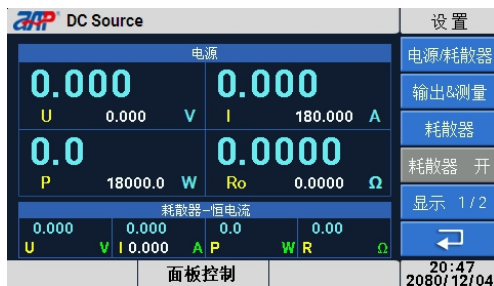 ZAP DC Source
设置
电源
0.000 0.000
U 0.000 V I 180.000 A
0.0 0.0000
P 18000.0 W Ro 0.0000 Ω
耗散器-恒电流
0.000 0.000 0.0 0.00
U V I 0.000 A P W R Ω
面板控制
电源/耗散器
输出&测量
耗散器
耗散器 开
显示 1/2
20:47
2080/12/04